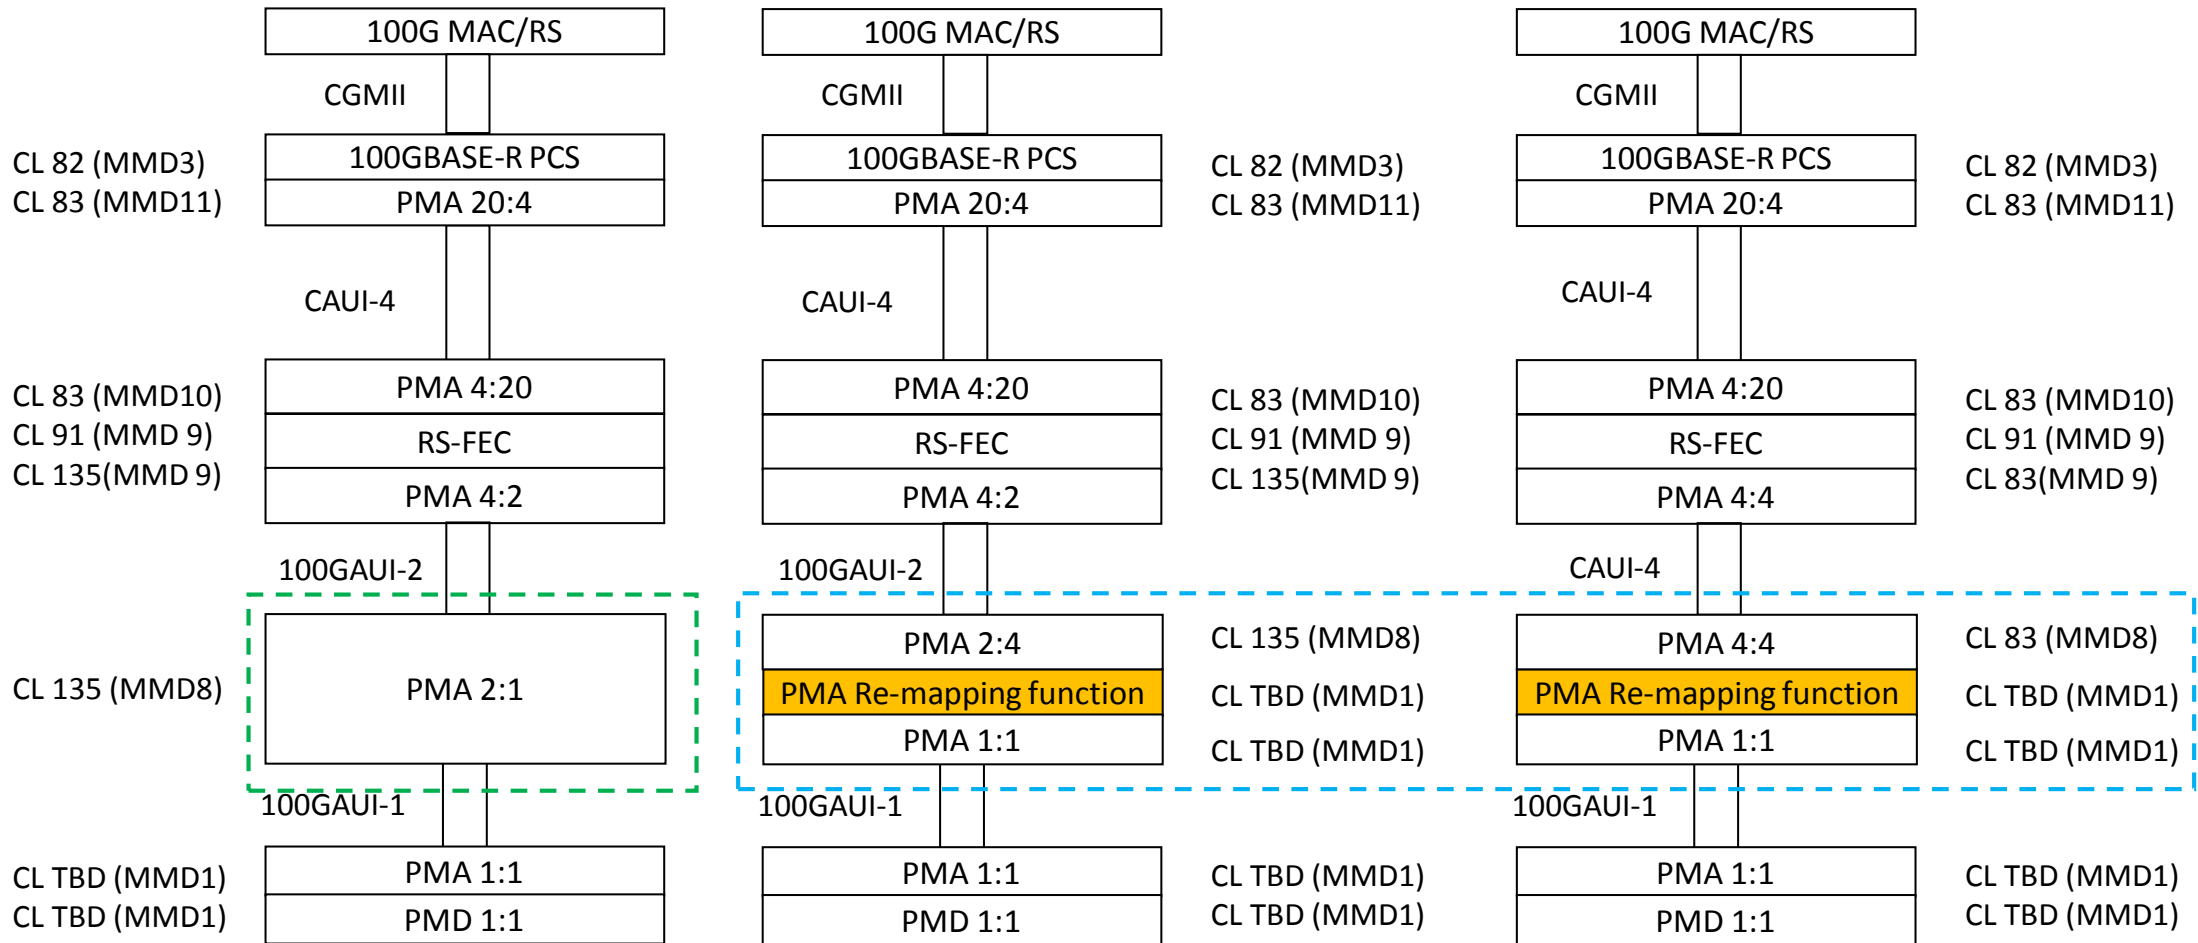 100G MAC/RS
CGMII
CL 82 (MMD3)
CL 83 (MMD11)
100GBASE-R PCS
PMA 20:4
CAUI-4
CL 83 (MMD10)
CL 91 (MMD 9)
CL 135(MMD 9)
PMA 4:20
RS-FEC
PMA 4:2
100GAUI-2
CL 135 (MMD8)
PMA 2:1
100GAUI-1
CL TBD (MMD1)
CL TBD (MMD1)
PMA 1:1
PMD 1:1
100G MAC/RS
CGMII
100GBASE-R PCS
PMA 20:4
CL 82 (MMD3)
CL 83 (MMD11)
CAUI-4
PMA 4:20
RS-FEC
PMA 4:2
CL 83 (MMD10)
CL 91 (MMD 9)
CL 135(MMD 9)
100GAUI-2
PMA 2:4
PMA Re-mapping function
PMA 1:1
CL 135 (MMD8)
CL TBD (MMD1)
CL TBD (MMD1)
100GAUI-1
PMA 1:1
PMD 1:1
CL TBD (MMD1)
CL TBD (MMD1)
100G MAC/RS
CGMII
100GBASE-R PCS
PMA 20:4
CL 82 (MMD3)
CL 83 (MMD11)
CAUI-4
PMA 4:20
RS-FEC
PMA 4:4
CL 83 (MMD10)
CL 91 (MMD 9)
CL 83(MMD 9)
CAUI-4
PMA 4:4
PMA Re-mapping function
PMA 1:1
CL 83 (MMD8)
CL TBD (MMD1)
CL TBD (MMD1)
100GAUI-1
PMA 1:1
PMD 1:1
CL TBD (MMD1)
CL TBD (MMD1)